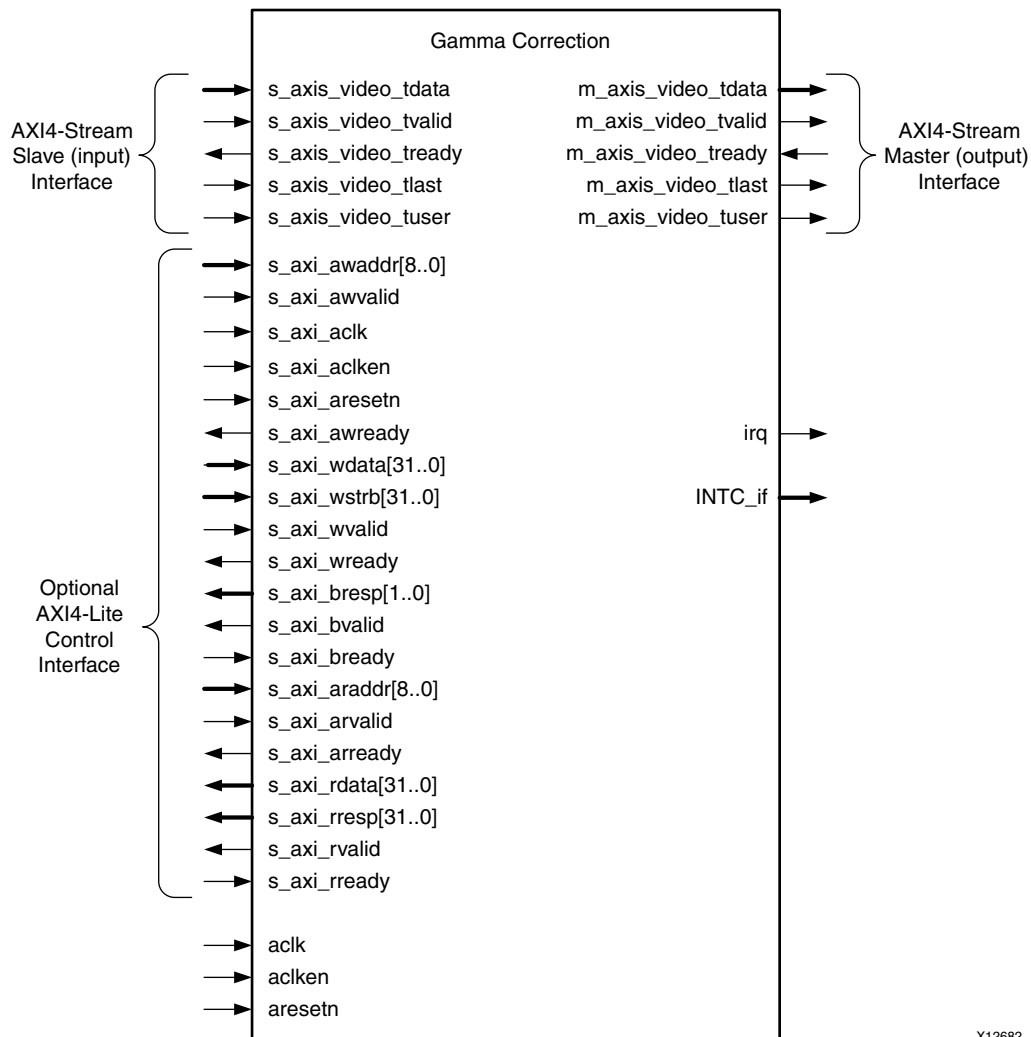 Gamma Correction
AXI4-Stream
Slave (input)
Interface
s_axis_video_tdata
s_axis_video_tvalid
s_axis_video_tready
s_axis_video_tlast
s_axis_video_tuser
m_axis_video_tdata
m_axis_video_tvalid
m_axis_video_tready
m_axis_video_tlast
m_axis_video_tuser
AXI4-Stream
Master (output)
Interface
Optional
AXI4-Lite
Control
Interface
s_axi_awaddr[8..0]
s_axi_awvalid
s_axi_aclk
s_axi_aclken
s_axi_aresetn
s_axi_awready
s_axi_wdata[31..0]
s_axi_wstrb[31..0]
s_axi_wvalid
s_axi_wready
s_axi_bresp[1..0]
s_axi_bvalid
s_axi_bready
s_axi_araddr[8..0]
s_axi_arvalid
s_axi_arready
s_axi_rdata[31..0]
s_axi_rresp[31..0]
s_axi_rvalid
s_axi_rready
irq
INTC_if
aclk
aclken
aresetn
X12682